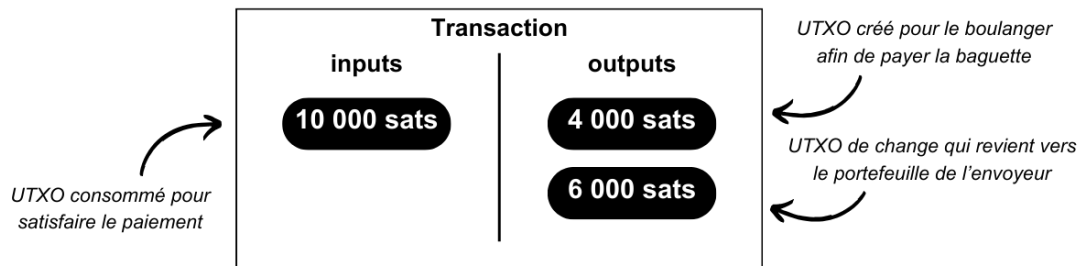 Transaction
inputs
outputs
10 000 sats
4 000 sats
6 000 sats
UTXO consommé pour
satisfaire le paiement
UTXO créé pour le boulanger
afin de payer la baguette
UTXO de change qui revient vers
le portefeuille de l'envoyeur